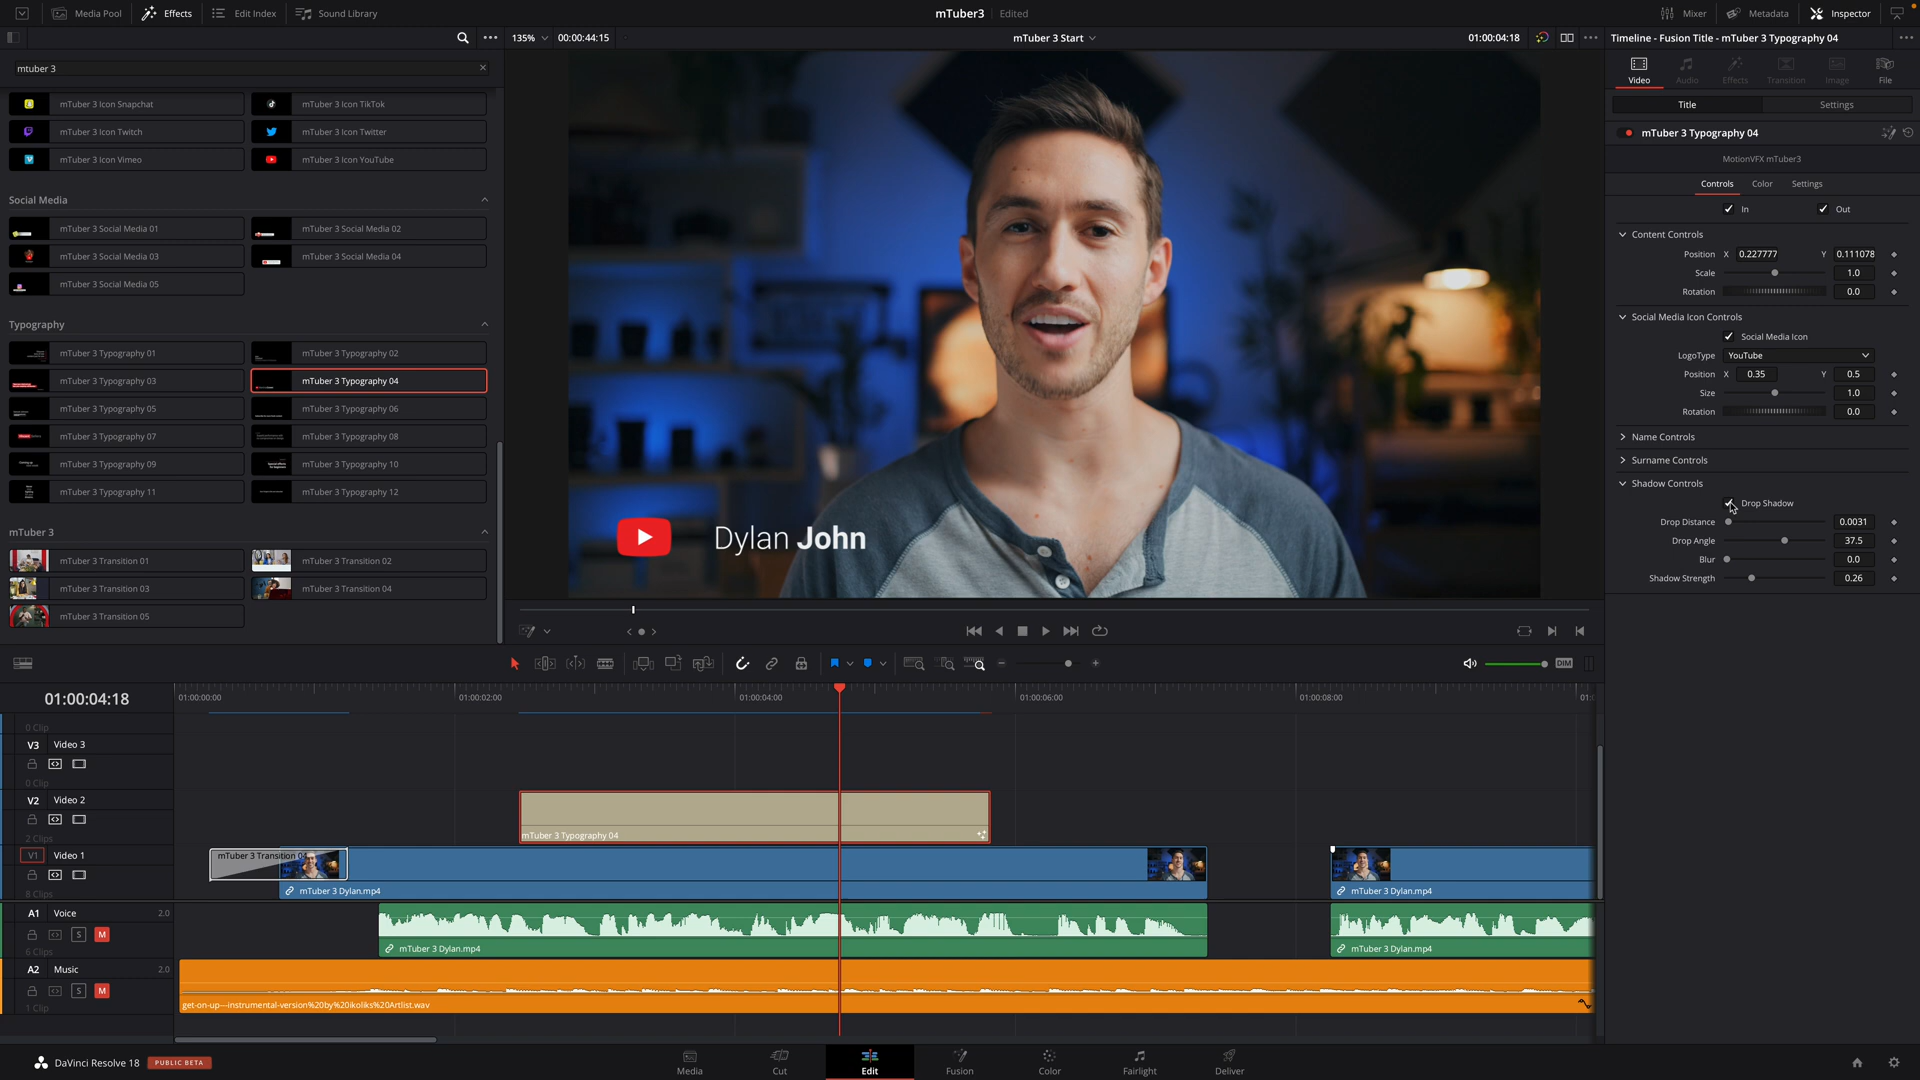 Media Pool
Effects
Edit Index
Sound Library
mTuber3
Edited
Mixer
Metadata
Inspector
135%
00:00:44:15
mTuber 3 Start
01:00:04:18
Timeline - Fusion Title - mTuber 3 Typography 04
mtuber 3
mTuber 3 Icon Snapchat
mTuber 3 Icon TikTok
mTuber 3 Icon Twitch
mTuber 3 Icon Twitter
mTuber 3 Icon Vimeo
mTuber 3 Icon YouTube
Social Media
mTuber 3 Social Media 01
mTuber 3 Social Media 02
mTuber 3 Social Media 03
mTuber 3 Social Media 04
mTuber 3 Social Media 05
Typography
mTuber 3 Typography 01
mTuber 3 Typography 02
mTuber 3 Typography 03
mTuber 3 Typography 04
mTuber 3 Typography 05
mTuber 3 Typography 06
mTuber 3 Typography 07
mTuber 3 Typography 08
mTuber 3 Typography 09
mTuber 3 Typography 10
mTuber 3 Typography 11
mTuber 3 Typography 12
mTuber 3
mTuber 3 Transition 01
mTuber 3 Transition 02
mTuber 3 Transition 03
mTuber 3 Transition 04
mTuber 3 Transition 05
Dylan John
Video
Audio
Effects
Transition
Image
File
Title
Settings
mTuber 3 Typography 04
MotionVFX mTuber3
Controls
Color
Settings
In
Out
Content Controls
Position X 0.227777 Y 0.111078
Scale 1.0
Rotation 0.0
Social Media Icon Controls
Social Media Icon
LogoType YouTube
Position X 0.35 Y 0.5
Size 1.0
Rotation 0.0
Name Controls
Surname Controls
Shadow Controls
Drop Shadow
Drop Distance 0.0031
Drop Angle 37.5
Blur 0.0
Shadow Strength 0.26
DIM
01:00:04:18
01:00:00:00
01:00:02:00
01:00:04:00
01:00:06:00
01:00:08:00
0 Clip
V3 Video 3
0 Clip
V2 Video 2
2 Clips
mTuber 3 Typography 04
V1 Video 1
8 Clips
mTuber 3 Dylan.mp4
mTuber 3 Dylan.mp4
A1 Voice 2.0
S M
6 Clips
mTuber 3 Dylan.mp4
mTuber 3 Dylan.mp4
A2 Music 2.0
S M
1 Clip
get-on-up---instrumental-version%20by%20ikoliks%20Artlist.wav
DaVinci Resolve 18
PUBLIC BETA
Media
Cut
Edit
Fusion
Color
Fairlight
Deliver